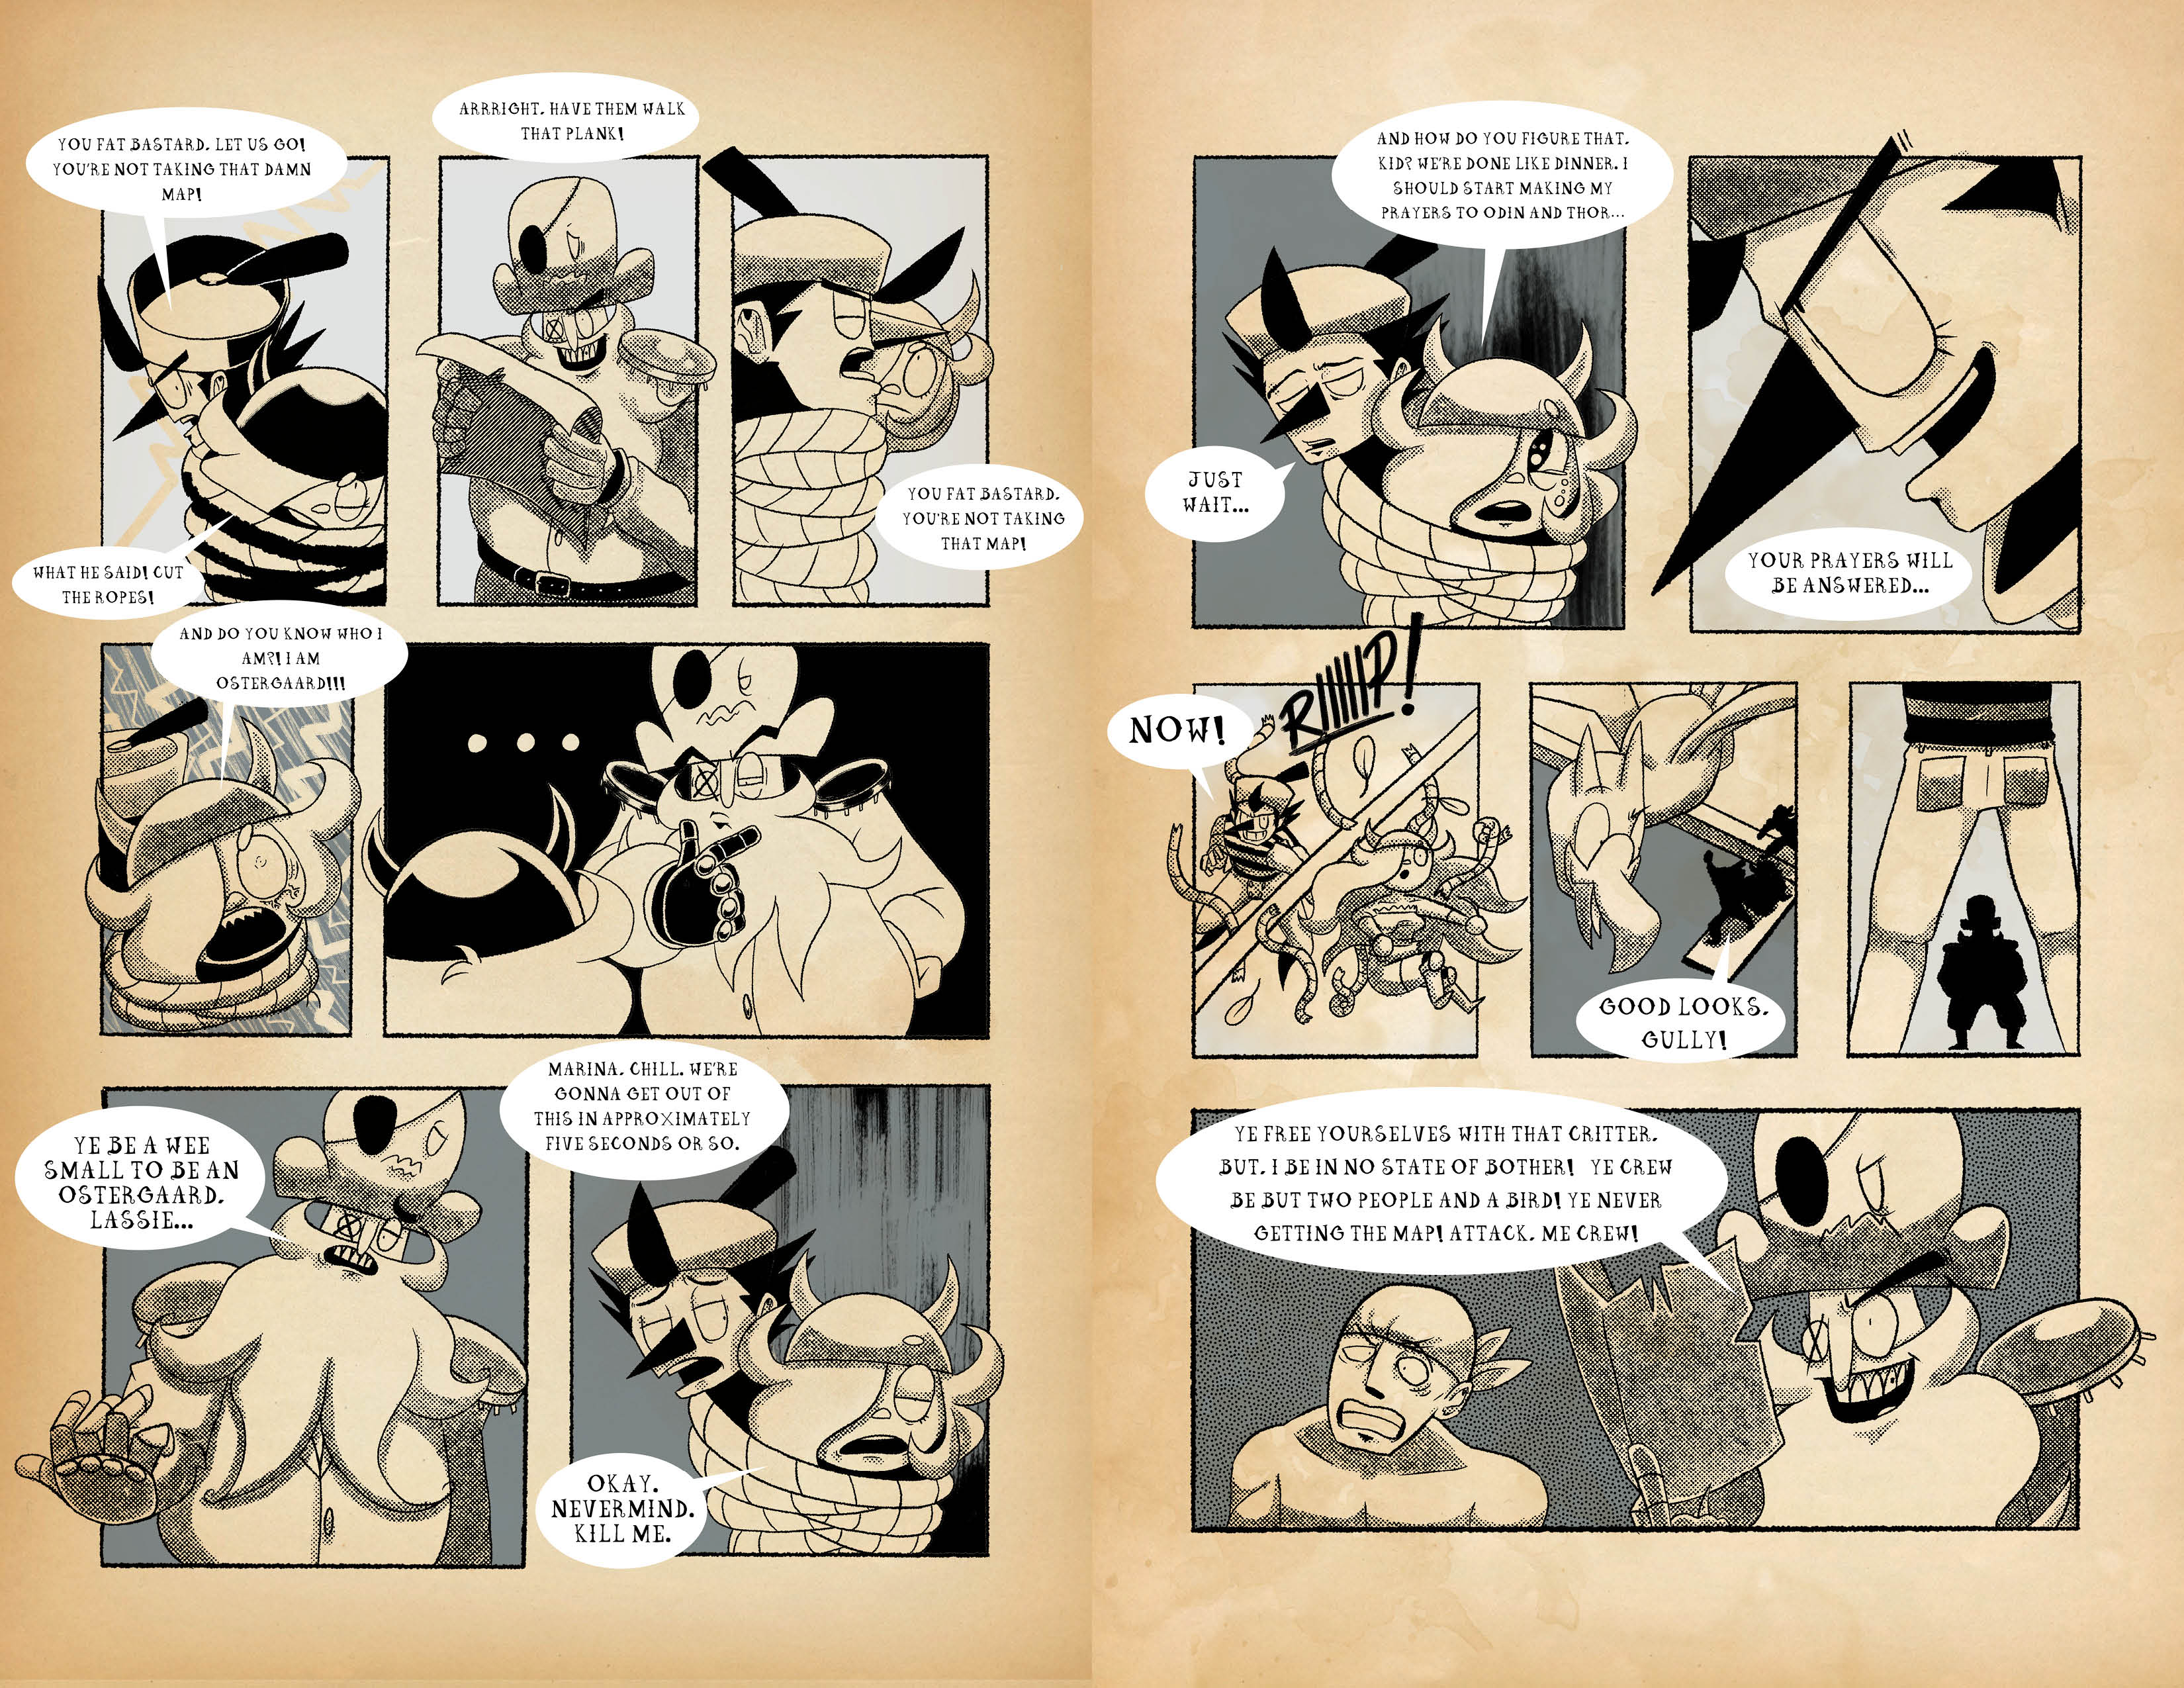 YOU FAT BASTARD. LET US GO!
YOU'RE NOT TAKING THAT DAMN
MAP!
WHAT HE SAID! CUT
THE ROPES!
ARRRIGHT. HAVE THEM WALK
THAT PLANK!
YOU FAT BASTARD.
YOU'RE NOT TAKING
THAT MAP!
AND DO YOU KNOW WHO I
AM?! I AM
OSTERGAARD!!!
...
YE BE A WEE
SMALL TO BE AN
OSTERGAARD.
LASSIE...
MARINA. CHILL. WE'RE
GONNA GET OUT OF
THIS IN APPROXIMATELY
FIVE SECONDS OR SO.
OKAY.
NEVERMIND.
KILL ME.
AND HOW DO YOU FIGURE THAT.
KID? WE'RE DONE LIKE DINNER. I
SHOULD START MAKING MY
PRAYERS TO ODIN AND THOR...
JUST
WAIT...
YOUR PRAYERS WILL
BE ANSWERED...
NOW!
RIIIIIIP!
GOOD LOOKS.
GULLY!
YE FREE YOURSELVES WITH THAT CRITTER.
BUT. I BE IN NO STATE OF BOTHER! YE CREW
BE BUT TWO PEOPLE AND A BIRD! YE NEVER
GETTING THE MAP! ATTACK. ME CREW!